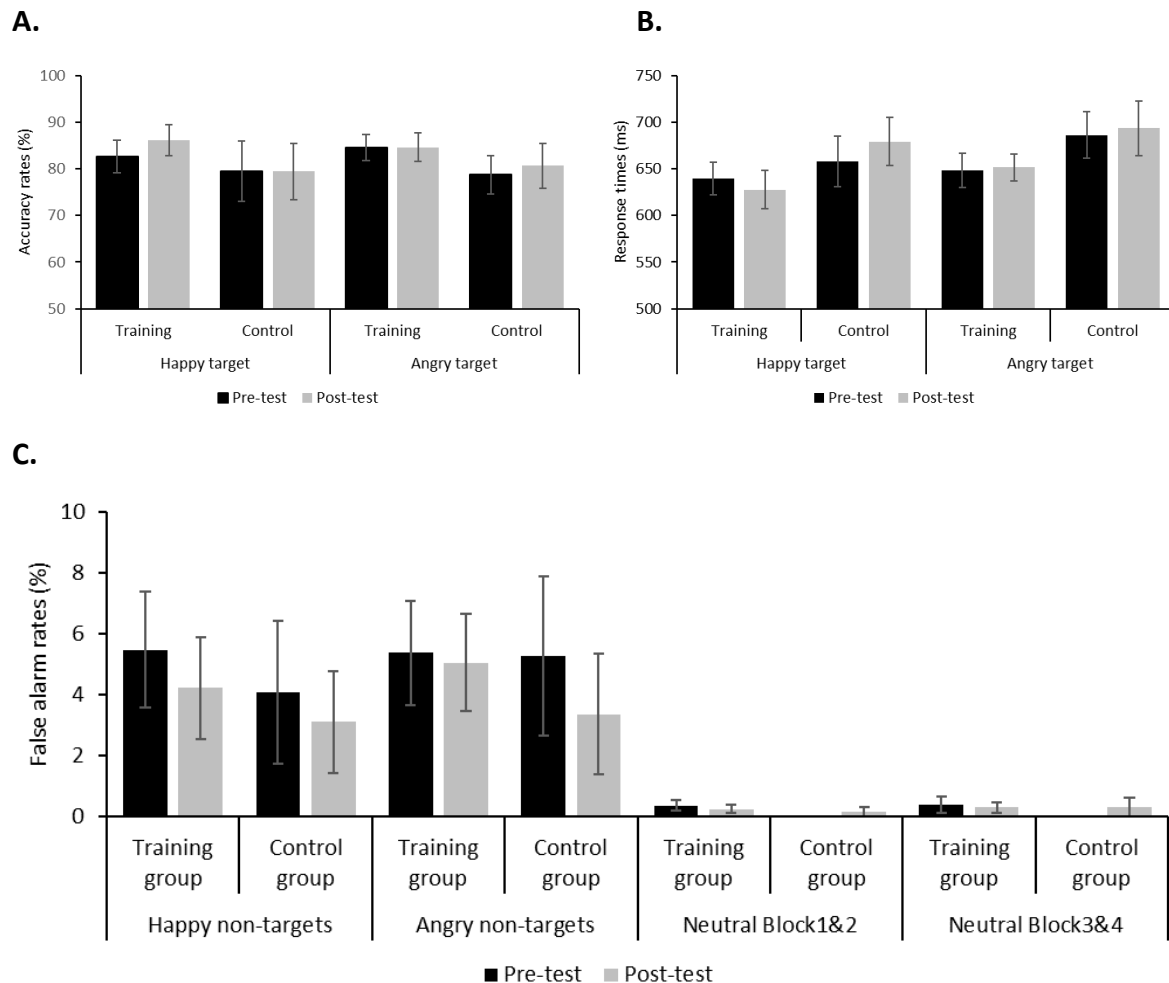 A.
100
90
80
70
60
50
Accuracy rates (%)
Training
Control
Training
Control
Happy target
Angry target
Pre-test
Post-test
B.
750
700
650
600
550
500
Response times (ms)
Training
Control
Training
Control
Happy target
Angry target
Pre-test
Post-test
C.
10
8
6
4
2
0
False alarm rates (%)
Training
group
Control
group
Training
group
Control
group
Training
group
Control
group
Training
group
Control
group
Happy non-targets
Angry non-targets
Neutral Block1&2
Neutral Block3&4
Pre-test
Post-test